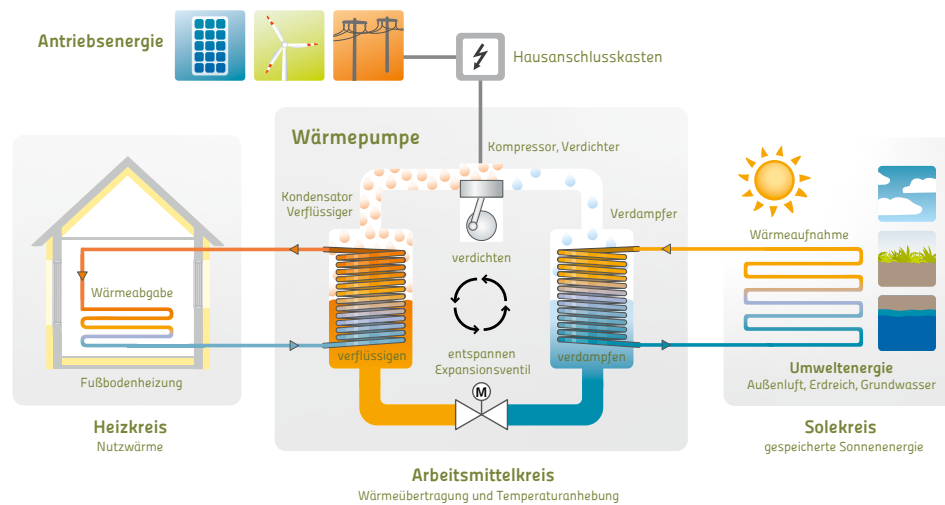 Antriebsenergie
Hausanschlusskasten
Wärmepumpe
Kompressor, Verdichter
Kondensator
Verflüssiger
Verdampfer
Wärmeaufnahme
verdichten
Wärmeabgabe
verflüssigen
entspannen
Expansionsventil
verdampfen
M
Fußbodenheizung
Umweltenergie
Außenluft, Erdreich, Grundwasser
Heizkreis
Nutzwärme
Solekreis
gespeicherte Sonnenenergie
Arbeitsmittelkreis
Wärmeübertragung und Temperaturanhebung